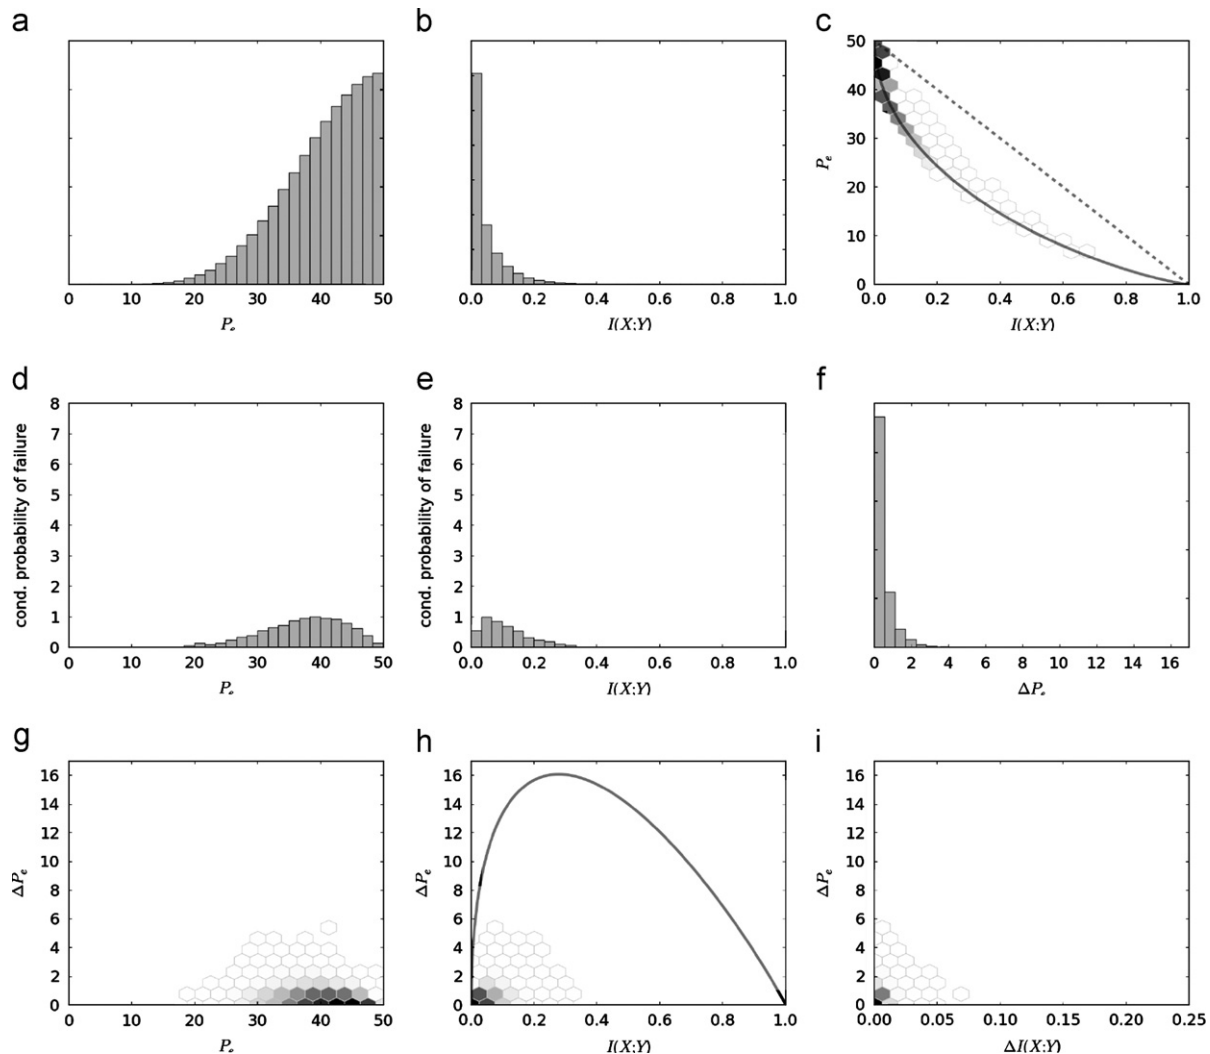 a
0 10 20 30 40 50
P_e
b
0.0 0.2 0.4 0.6 0.8 1.0
I(X;Y)
c
50
40
30
20
10
0
P_e
0.0 0.2 0.4 0.6 0.8 1.0
I(X;Y)
d
cond. probability of failure
8
7
6
5
4
3
2
1
0
0 10 20 30 40 50
P_e
e
cond. probability of failure
8
7
6
5
4
3
2
1
0
0.0 0.2 0.4 0.6 0.8 1.0
I(X;Y)
f
0 2 4 6 8 10 12 14 16
ΔP_e
g
ΔP_e
16
14
12
10
8
6
4
2
0
0 10 20 30 40 50
P_e
h
ΔP_e
16
14
12
10
8
6
4
2
0
0.0 0.2 0.4 0.6 0.8 1.0
I(X;Y)
i
ΔP_e
16
14
12
10
8
6
4
2
0
0.00 0.05 0.10 0.15 0.20 0.25
ΔI(X;Y)